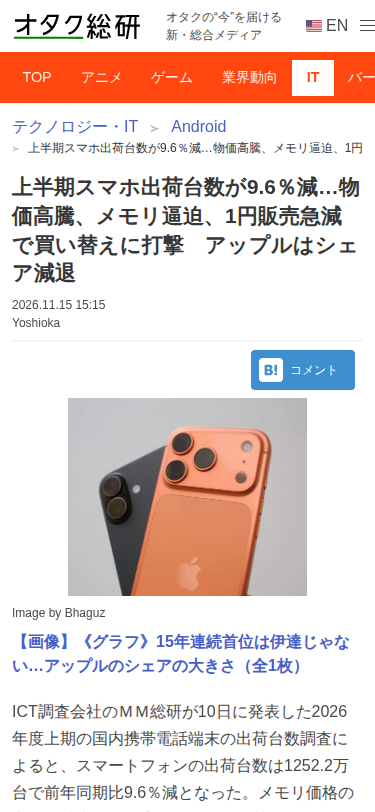 オタク総研
オタクの“今”を届ける
新・総合メディア
EN
TOP アニメ ゲーム 業界動向 IT バー
テクノロジー・IT ＞ Android
＞ 上半期スマホ出荷台数が9.6％減…物価高騰、メモリ逼迫、1円
上半期スマホ出荷台数が9.6％減…物
価高騰、メモリ逼迫、1円販売急減
で買い替えに打撃　アップルはシェ
ア減退
2026.11.15 15:15
Yoshioka
B! コメント
Image by Bhaguz
【画像】《グラフ》15年連続首位は伊達じゃな
い…アップルのシェアの大きさ（全1枚）
ICT調査会社のＭＭ総研が10日に発表した2026
年度上期の国内携帯電話端末の出荷台数調査に
よると、スマートフォンの出荷台数は1252.2万
台で前年同期比9.6％減となった。メモリ価格の